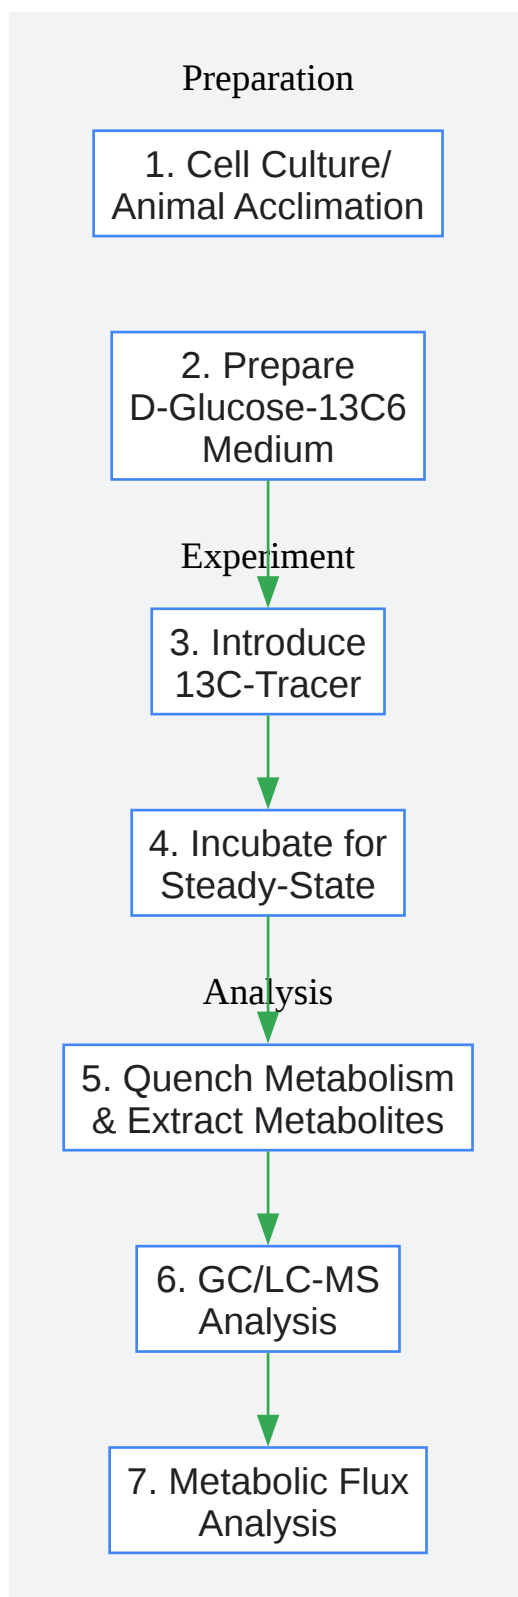 Preparation
1. Cell Culture/
Animal Acclimation
2. Prepare
D-Glucose-13C6
Medium
Experiment
3. Introduce
13C-Tracer
4. Incubate for
Steady-State
Analysis
5. Quench Metabolism
& Extract Metabolites
6. GC/LC-MS
Analysis
7. Metabolic Flux
Analysis